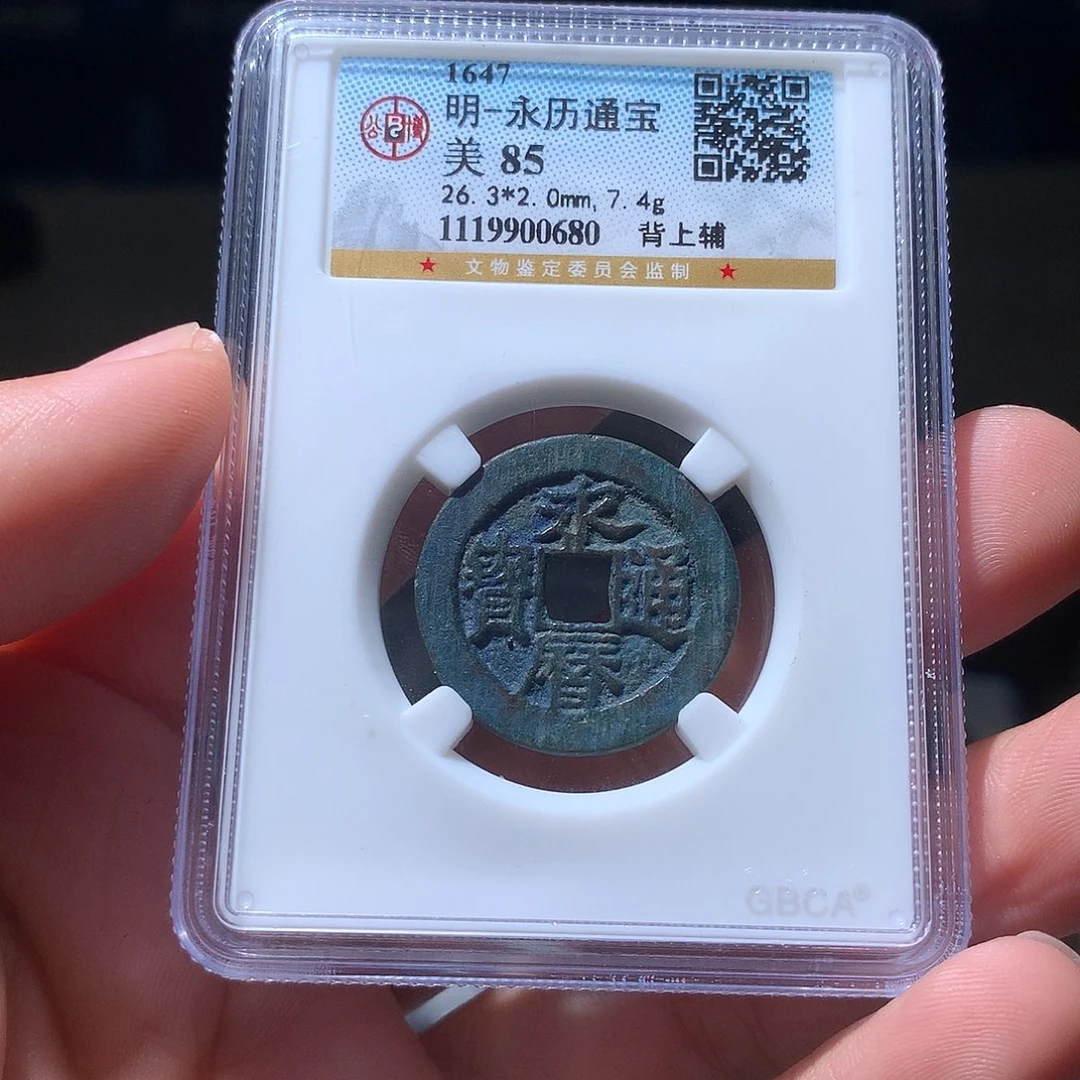 1647
明-永历通宝
美 85
26.3*2.0mm,7.4g
1119900680 背上辅
★ 文物鉴定委员会监制 ★
永
寶 通
曆
GBCA®